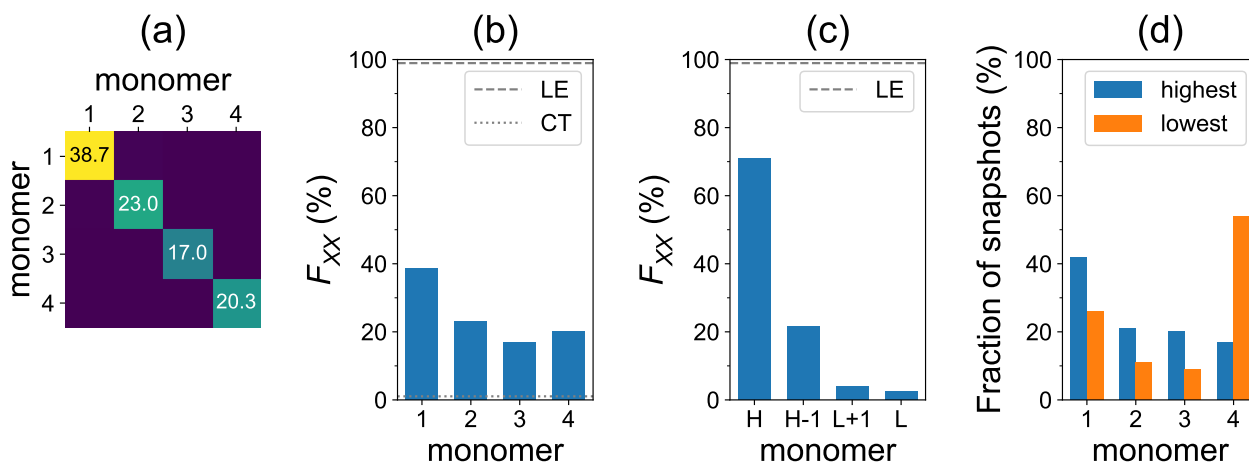 (a)
monomer
1 2 3 4
monomer
1
2
3
4
38.7
23.0
17.0
20.3
(b)
F_XX (%)
100
80
60
40
20
0
LE
CT
1 2 3 4
monomer
(c)
F_XX (%)
100
80
60
40
20
0
LE
H H-1 L+1 L
monomer
(d)
Fraction of snapshots (%)
100
80
60
40
20
0
highest
lowest
1 2 3 4
monomer